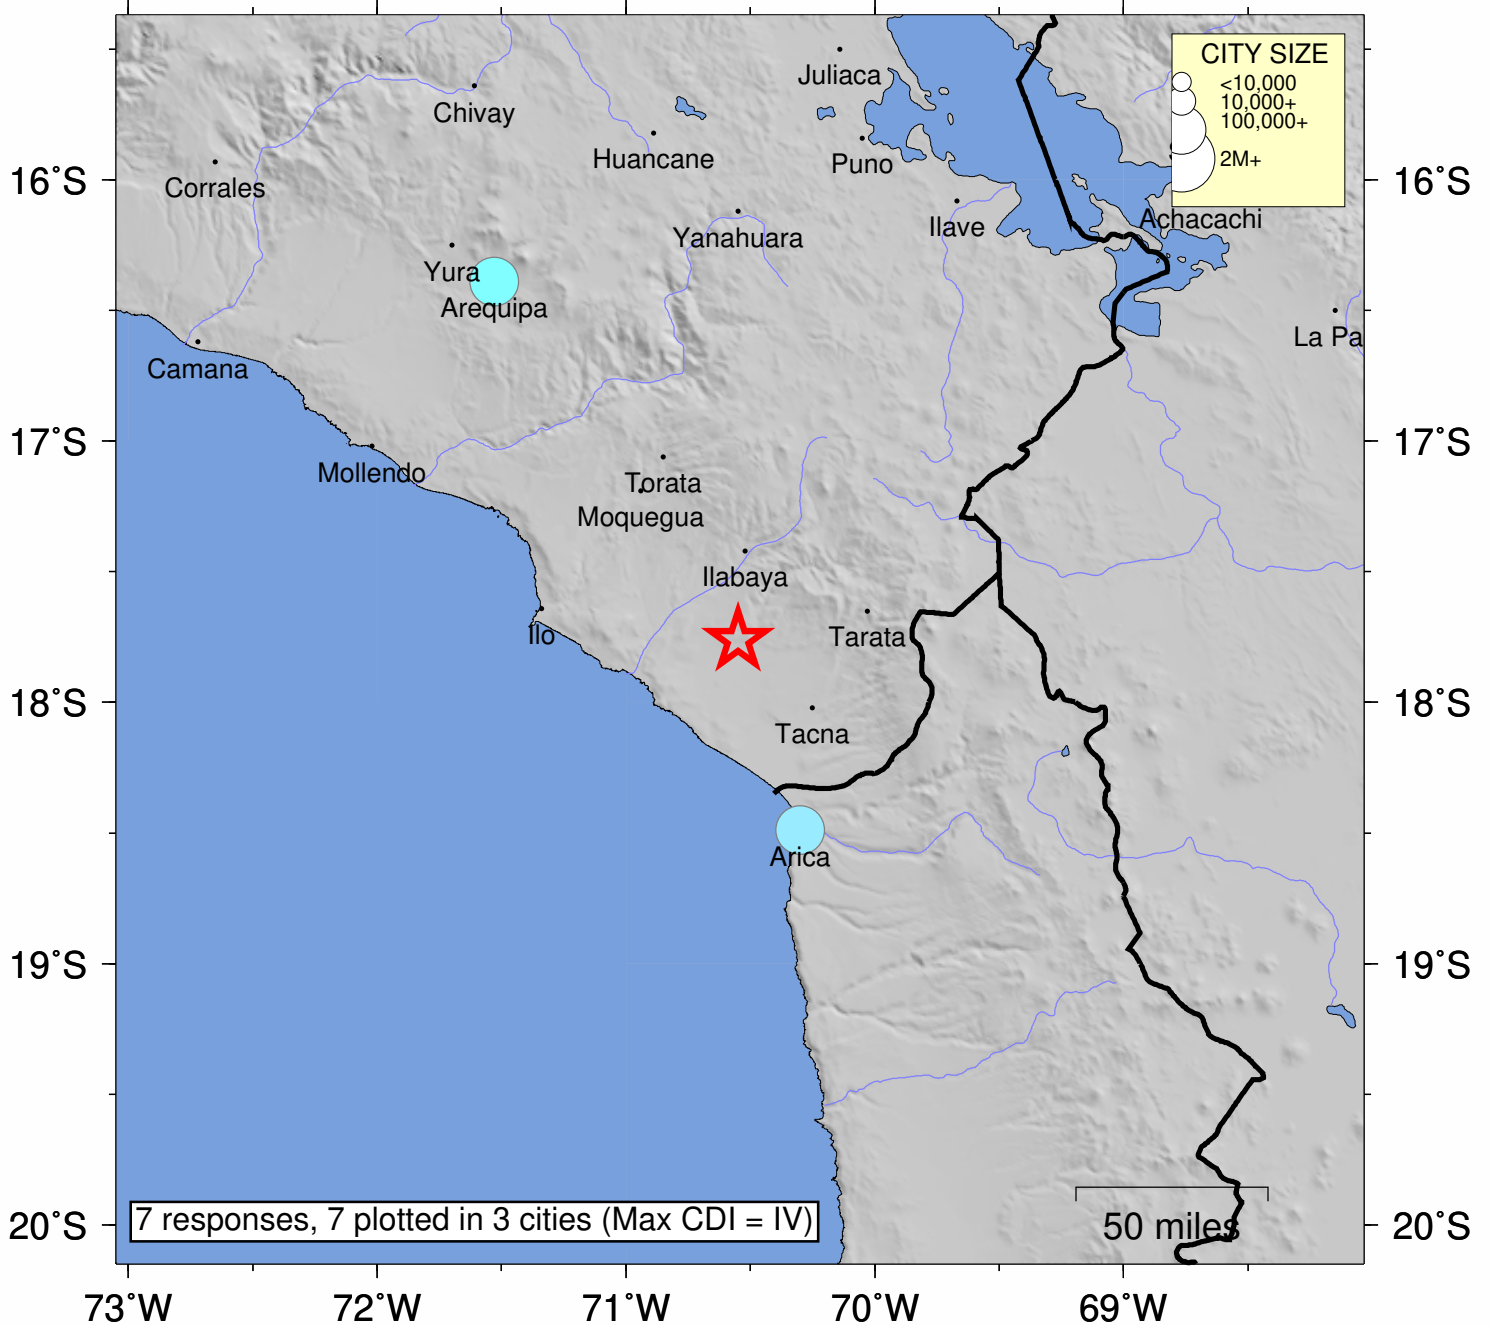 CITY SIZE
<10,000
10,000+
100,000+
2M+
Juliaca
Chivay
Huancane
Puno
Corrales
16°S
16°S
Achacachi
Ilave
Yanahuara
Yura
Arequipa
La Pa
Camana
17°S
17°S
Mollendo
Torata
Moquegua
Ilabaya
Ilo
Tarata
18°S
18°S
Tacna
Arica
19°S
19°S
7 responses, 7 plotted in 3 cities (Max CDI = IV)
50 miles
20°S
20°S
73°W
72°W
71°W
70°W
69°W